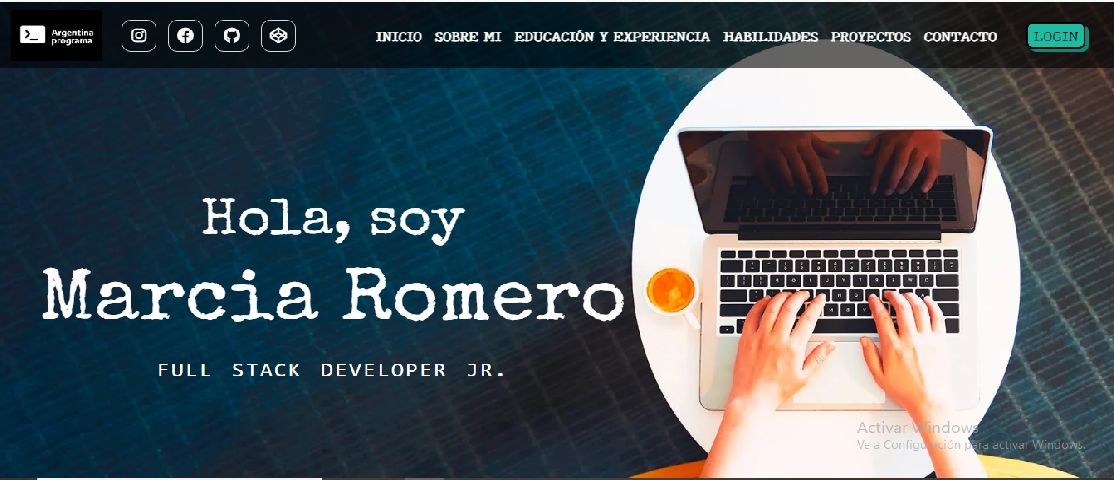 Argentina
programa
INICIO SOBRE MI EDUCACIÓN Y EXPERIENCIA HABILIDADES PROYECTOS CONTACTO
LOGIN
Hola, soy
Marcia Romero
FULL STACK DEVELOPER JR.
Activar Windows
Ve a Configuración para activar Windows.